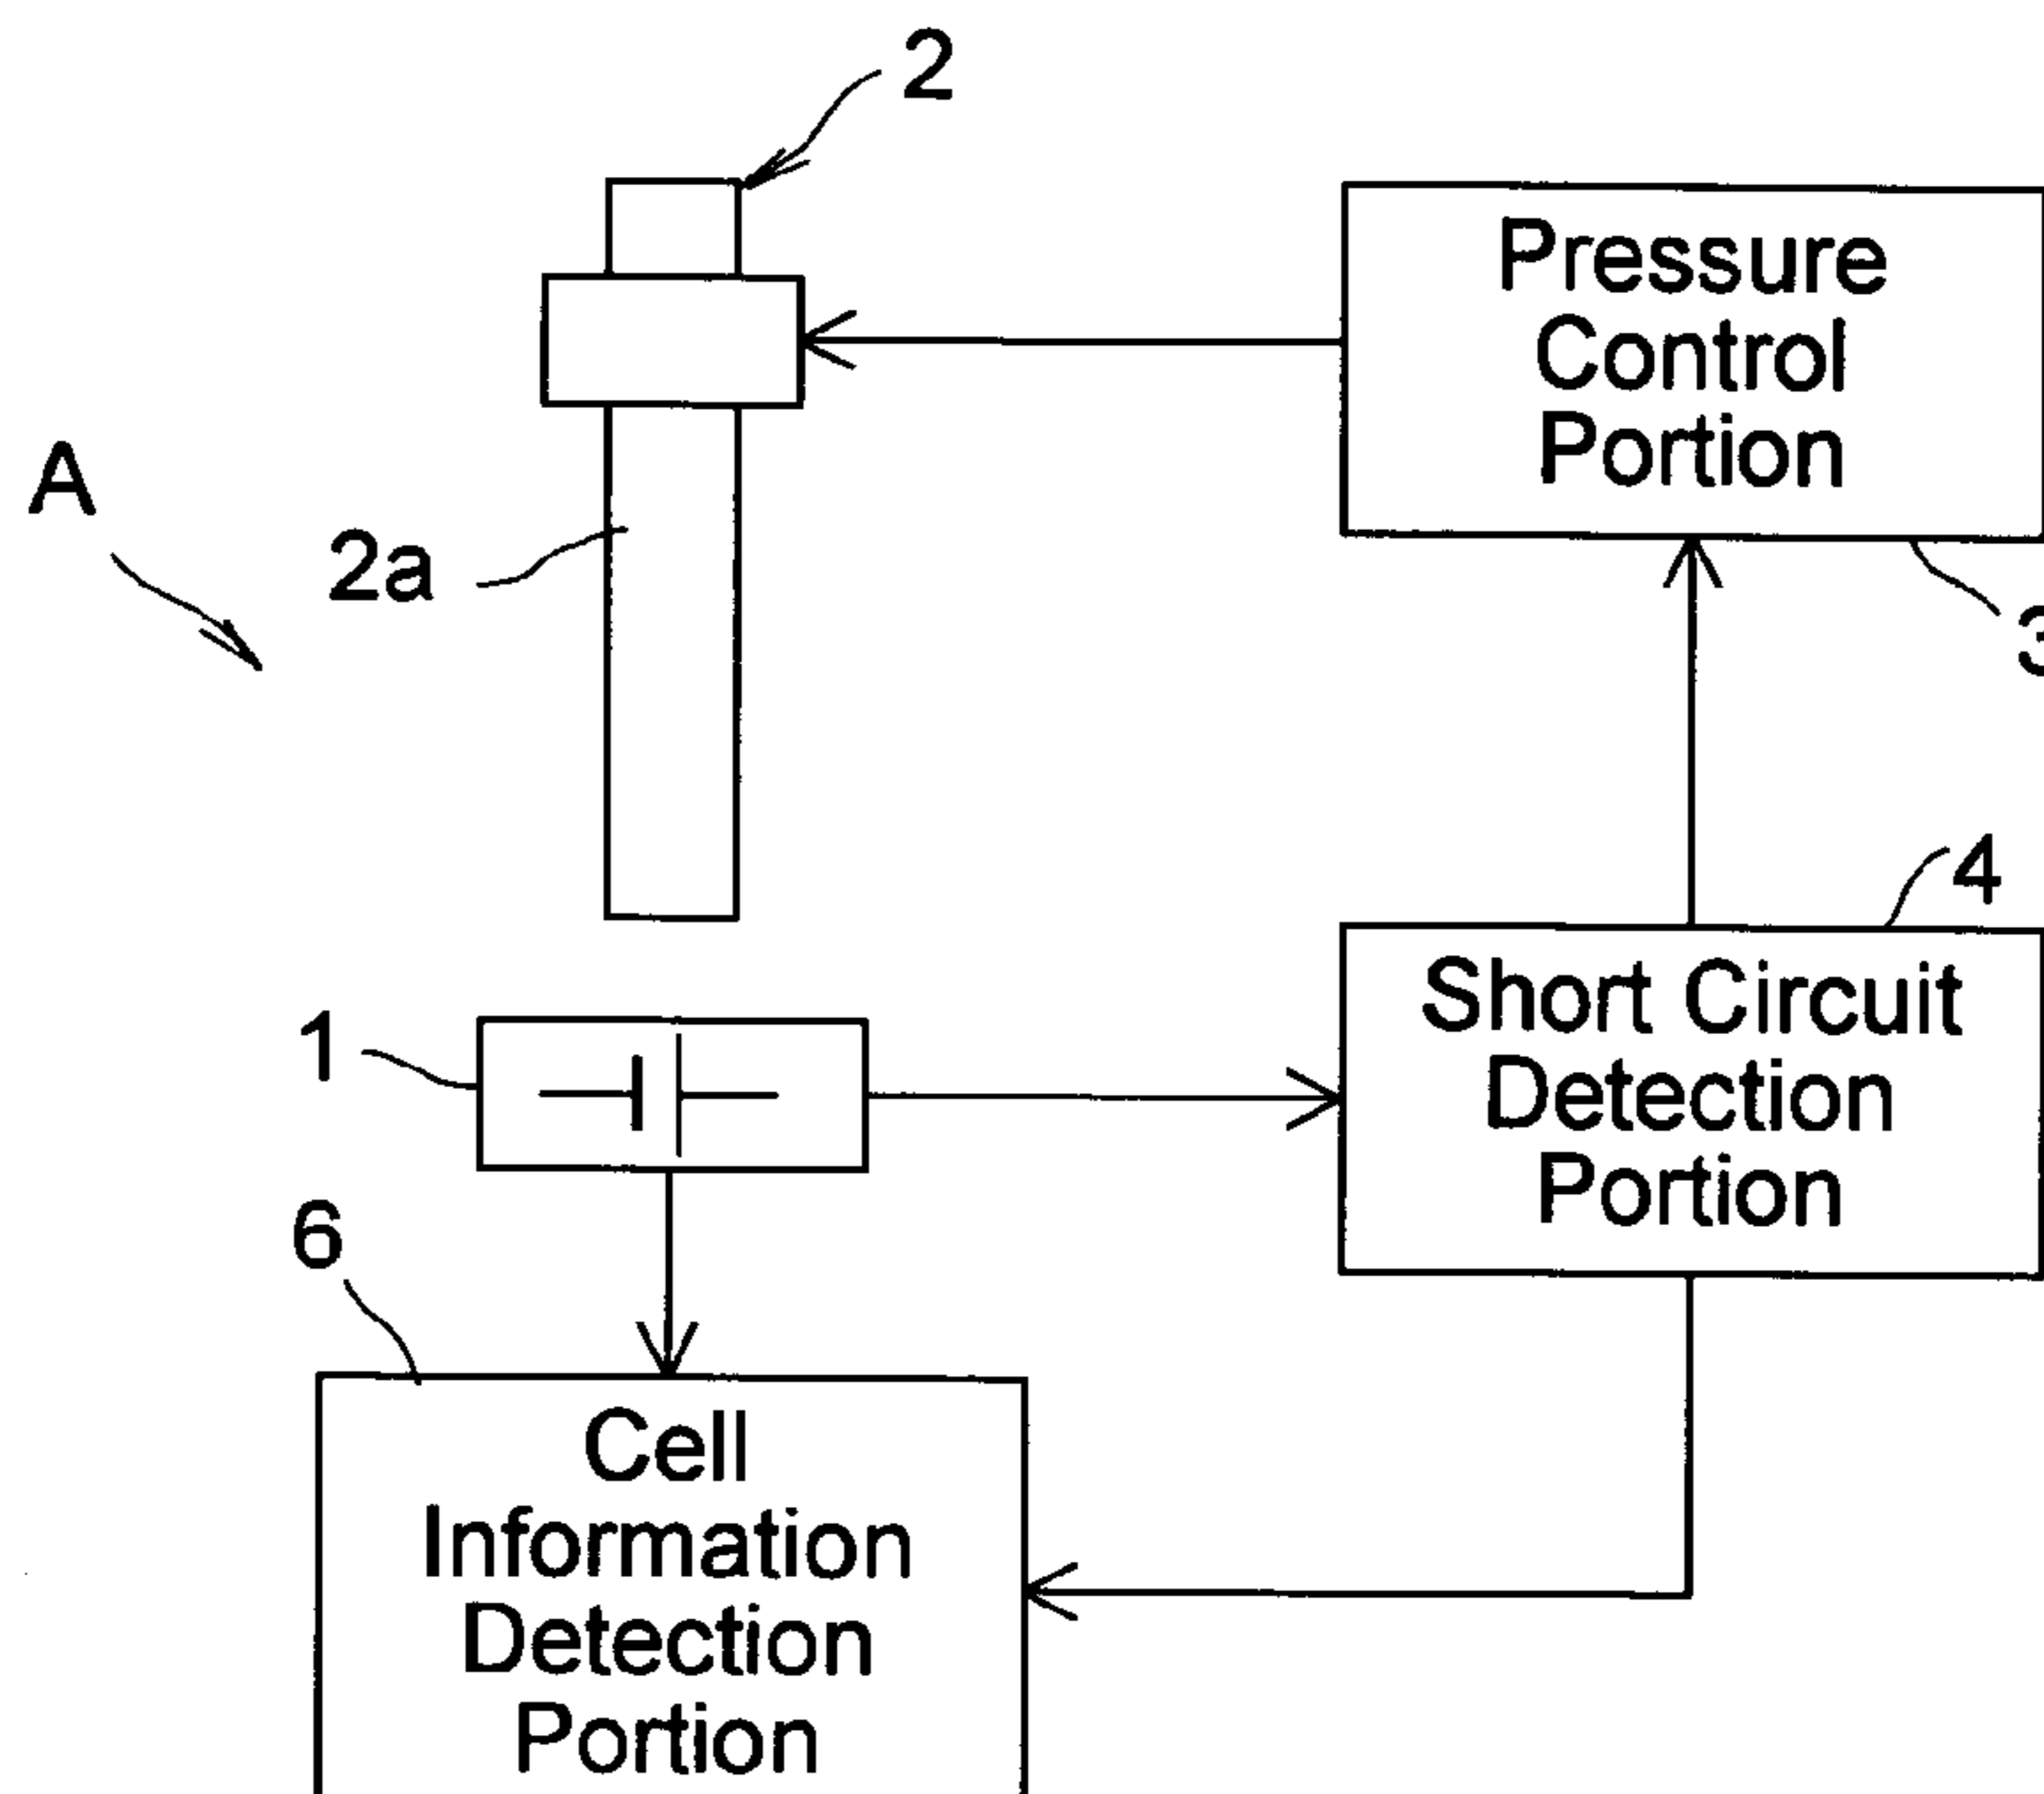 2
Pressure
Control
Portion
A
2a
3
4
Short Circuit
Detection
Portion
1
6
Cell
Information
Detection
Portion